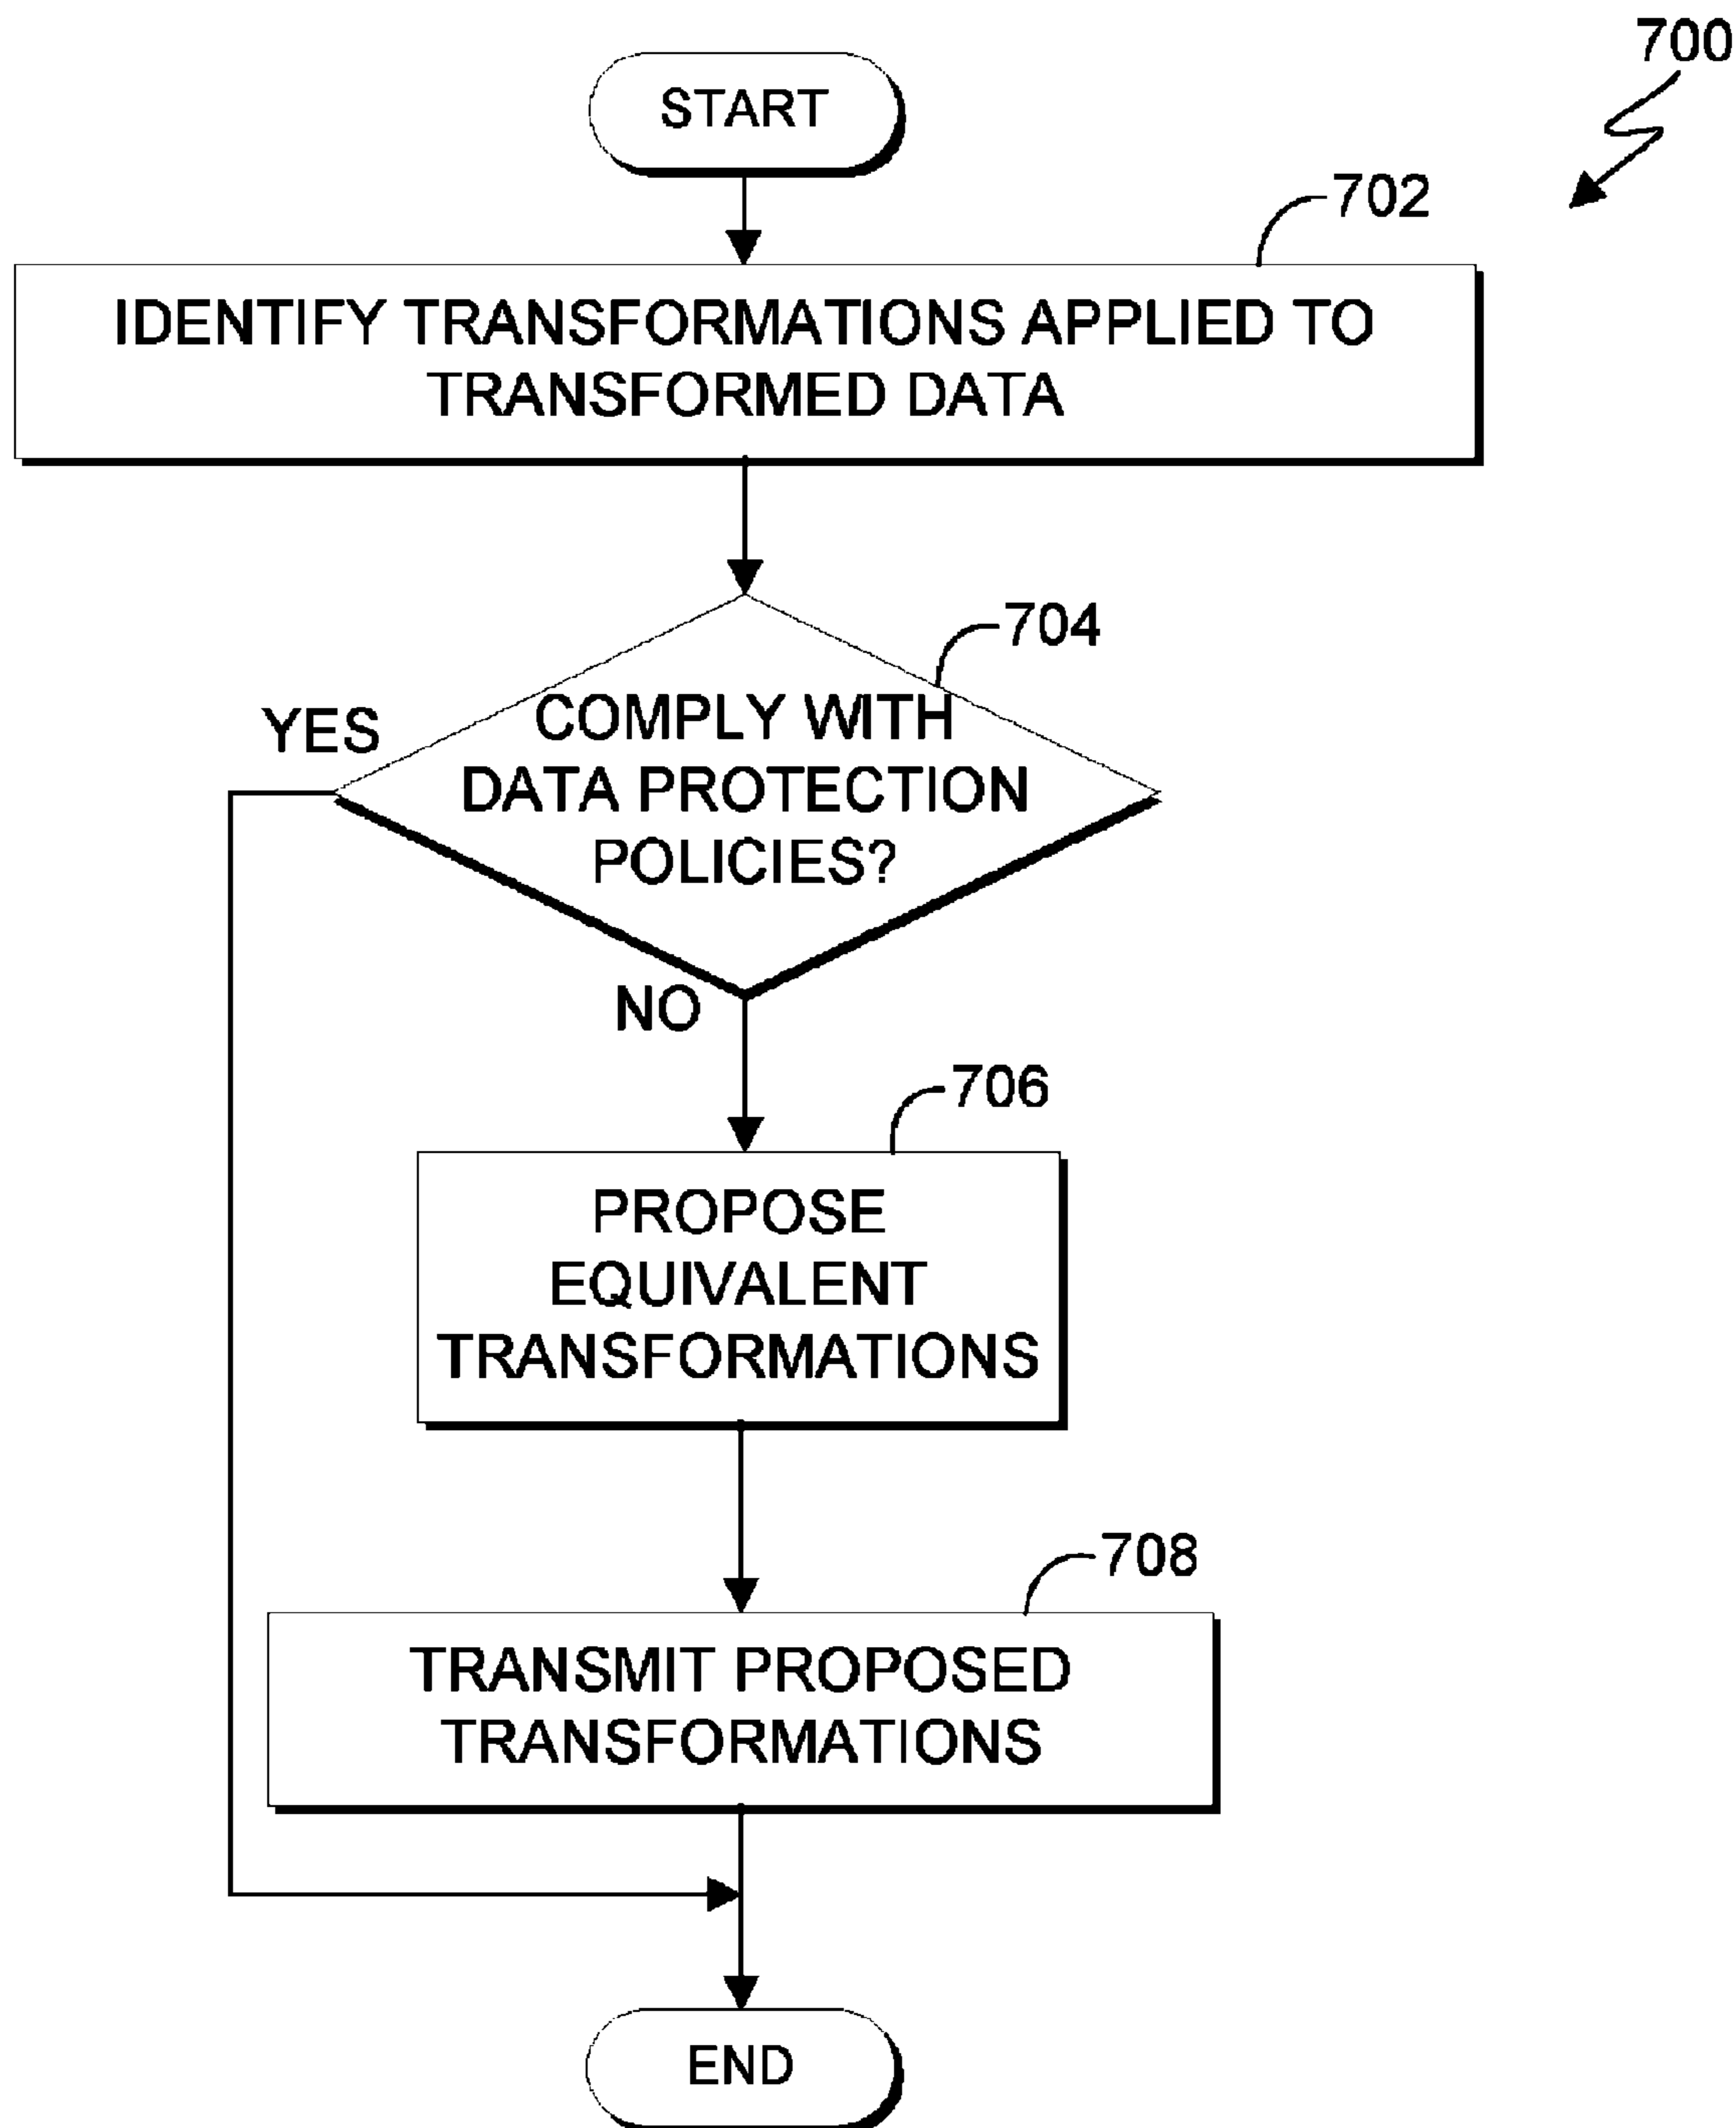 700
START
702
IDENTIFY TRANSFORMATIONS APPLIED TO
TRANSFORMED DATA
704
YES
COMPLY WITH
DATA PROTECTION
POLICIES?
NO
706
PROPOSE
EQUIVALENT
TRANSFORMATIONS
708
TRANSMIT PROPOSED
TRANSFORMATIONS
END